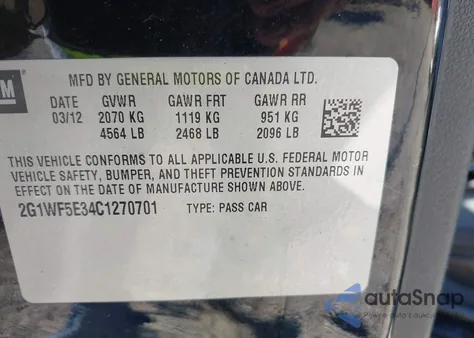 GM
MFD BY GENERAL MOTORS OF CANADA LTD.
DATE GVWR GAWR FRT GAWR RR
03/12 2070 KG 1119 KG 951 KG
4564 LB 2468 LB 2096 LB
THIS VEHICLE CONFORMS TO ALL APPLICABLE U.S. FEDERAL MOTOR
VEHICLE SAFETY, BUMPER, AND THEFT PREVENTION STANDARDS IN
EFFECT ON THE DATE OF MANUFACTURE SHOWN ABOVE.
2G1WF5E34C1270701 TYPE: PASS CAR
autaSnap